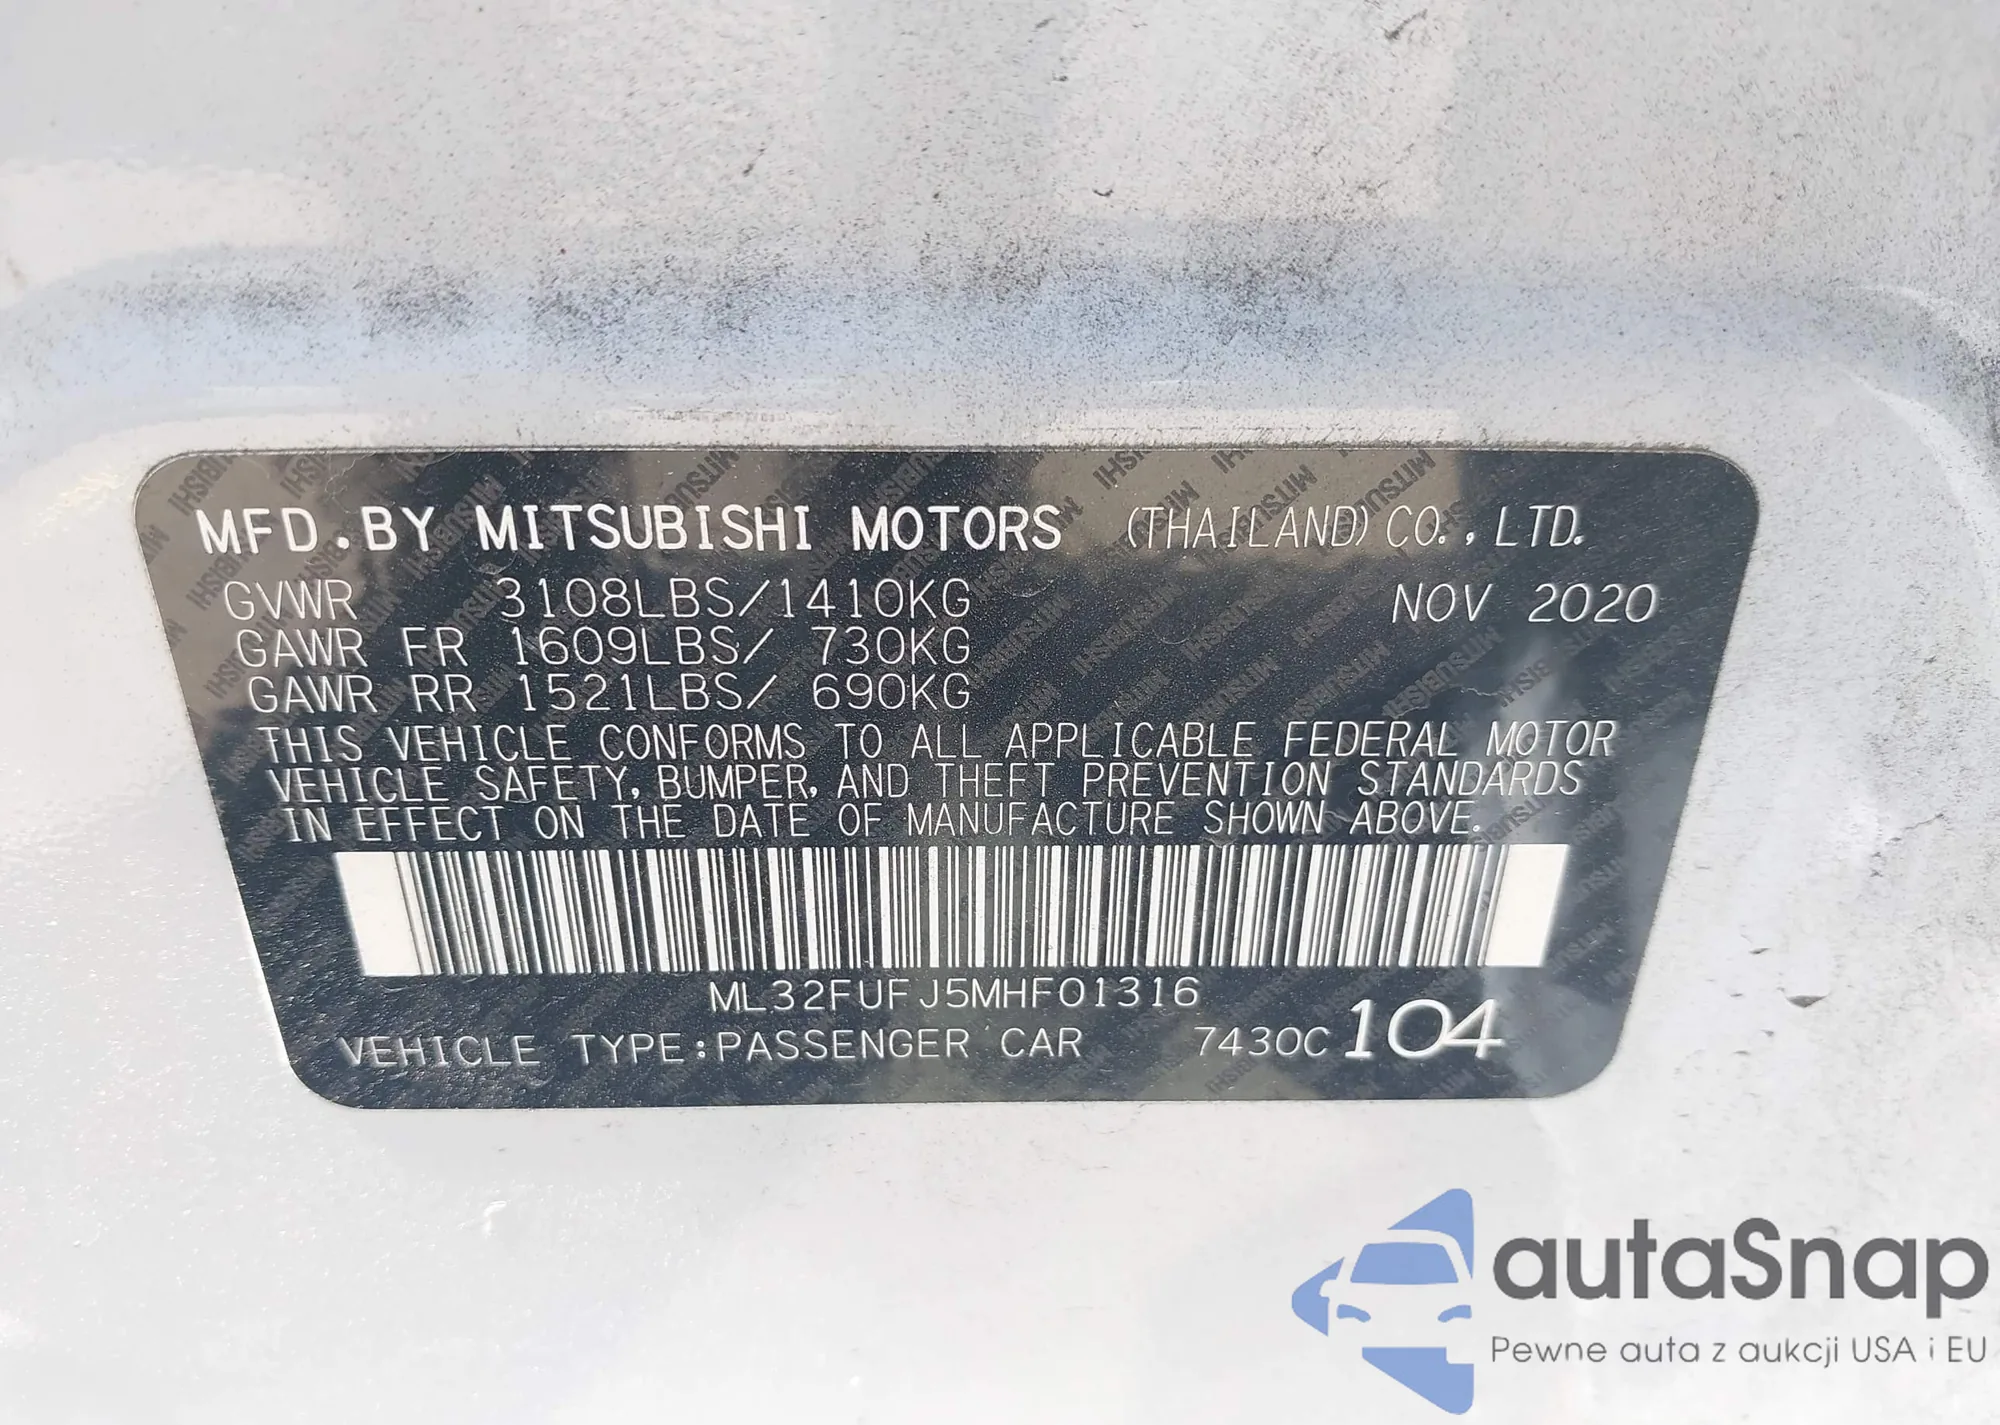 MFD.BY MITSUBISHI MOTORS (THAILAND) CO.,LTD.
GVWR 3108LBS/1410KG NOV 2020
GAWR FR 1609LBS/ 730KG
GAWR RR 1521LBS/ 690KG
THIS VEHICLE CONFORMS TO ALL APPLICABLE FEDERAL MOTOR
VEHICLE SAFETY, BUMPER, AND THEFT PREVENTION STANDARDS
IN EFFECT ON THE DATE OF MANUFACTURE SHOWN ABOVE.
ML32FUFJ5MHF01316
VEHICLE TYPE:PASSENGER CAR 7430C 104
autaSnap
Pewne auta z aukcji USA i EU